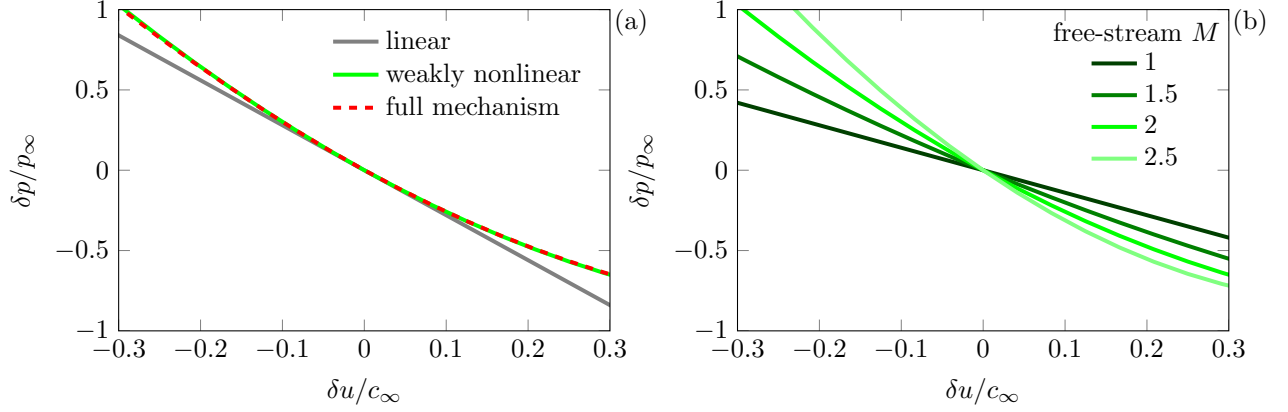 (a)
linear
weakly nonlinear
full mechanism
1
0.5
0
−0.5
−1
δp/p∞
−0.3 −0.2 −0.1 0 0.1 0.2 0.3
δu/c∞
(b)
free-stream M
1
1.5
2
2.5
1
0.5
0
−0.5
−1
δp/p∞
−0.3 −0.2 −0.1 0 0.1 0.2 0.3
δu/c∞